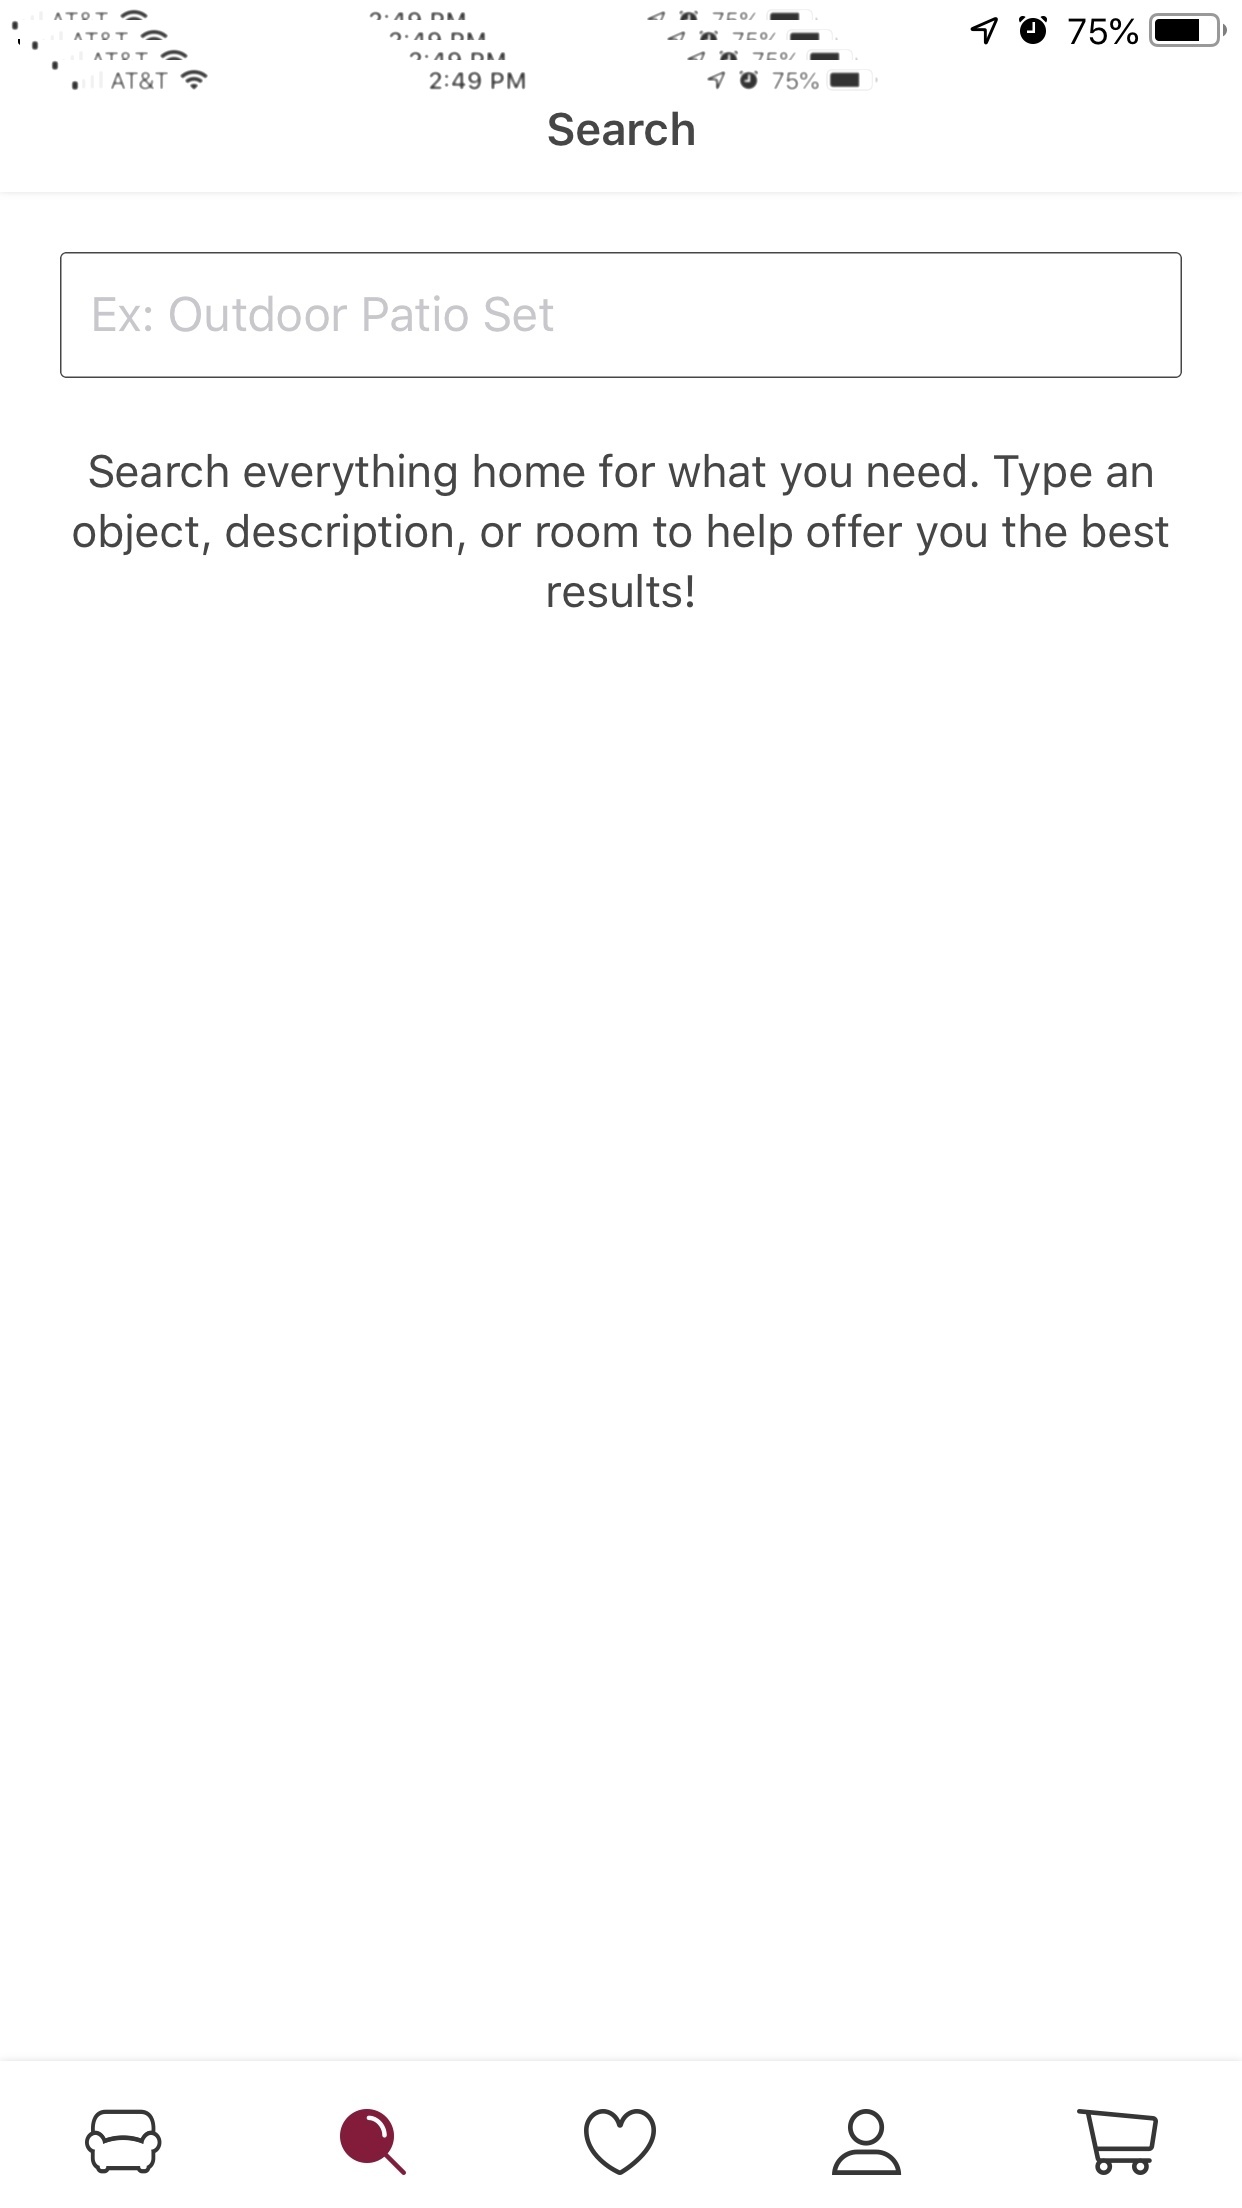 75%
AT&T 2:49 PM 75%
Search
Ex: Outdoor Patio Set
Search everything home for what you need. Type an
object, description, or room to help offer you the best
results!